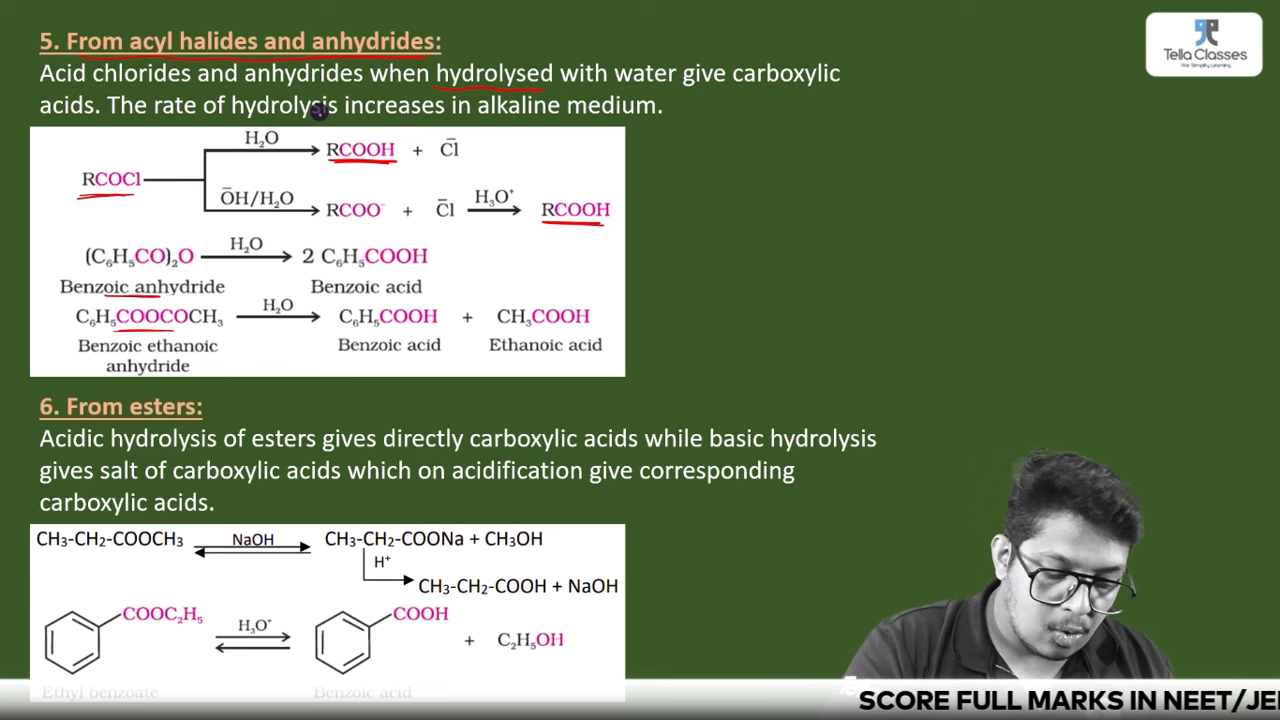 5. From acyl halides and anhydrides:
Tella Classes
We Simplify Learning
Acid chlorides and anhydrides when hydrolysed with water give carboxylic
acids. The rate of hydrolysis increases in alkaline medium.
H₂O
RCOOH + C̄l
RCOCl
ŌH/H₂O
RCOO⁻ + C̄l
H₃O⁺
RCOOH
(C₆H₅CO)₂O
H₂O
2 C₆H₅COOH
Benzoic anhydride
Benzoic acid
C₆H₅COOCOCH₃
H₂O
C₆H₅COOH + CH₃COOH
Benzoic ethanoic
anhydride
Benzoic acid
Ethanoic acid
6. From esters:
Acidic hydrolysis of esters gives directly carboxylic acids while basic hydrolysis
gives salt of carboxylic acids which on acidification give corresponding
carboxylic acids.
CH₃-CH₂-COOCH₃
NaOH
CH₃-CH₂-COONa + CH₃OH
H⁺
CH₃-CH₂-COOH + NaOH
COOC₂H₅
H₃O⁺
COOH
+ C₂H₅OH
Ethyl benzoate
Benzoic acid
SCORE FULL MARKS IN NEET/JE